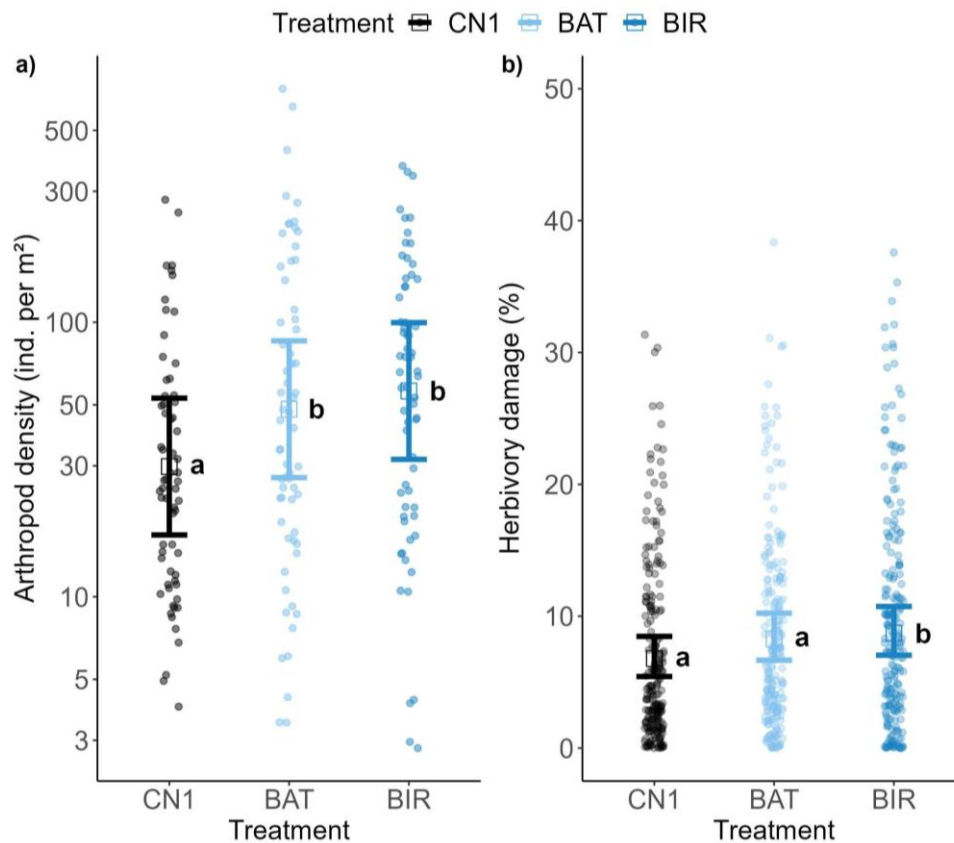 Treatment CN1 BAT BIR
a)
Arthropod density (ind. per m²)
500
300
100
50
30
10
5
3
a
b
b
CN1 BAT BIR
Treatment
b)
Herbivory damage (%)
50
40
30
20
10
0
a
a
b
CN1 BAT BIR
Treatment